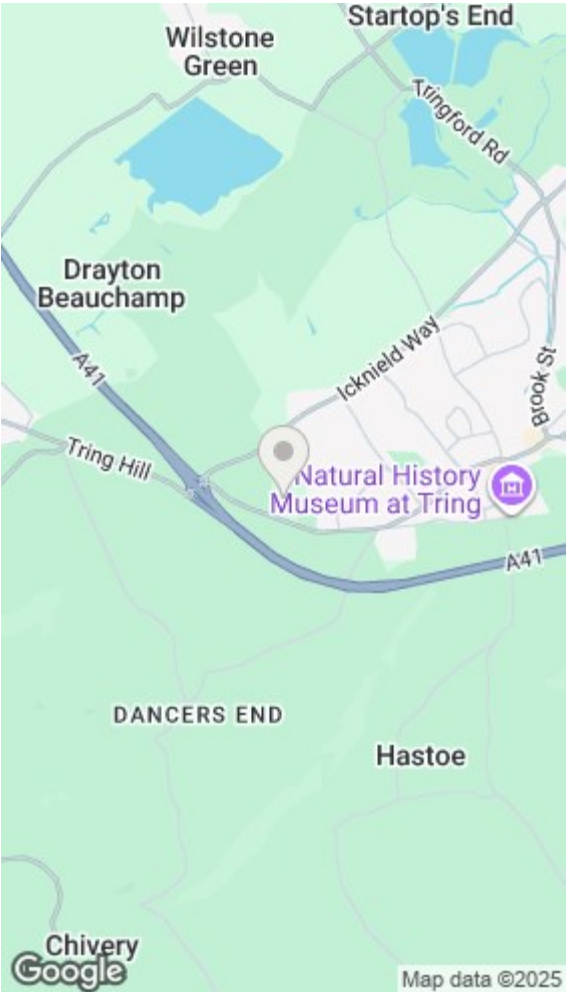 Startop's End
Wilstone
Green
Tringford Rd
Drayton
Beauchamp
Icknield Way
A41
Brook St
Tring Hill
Natural History
Museum at Tring
A41
DANCERS END
Hastoe
Chivery
Google
Map data ©2025